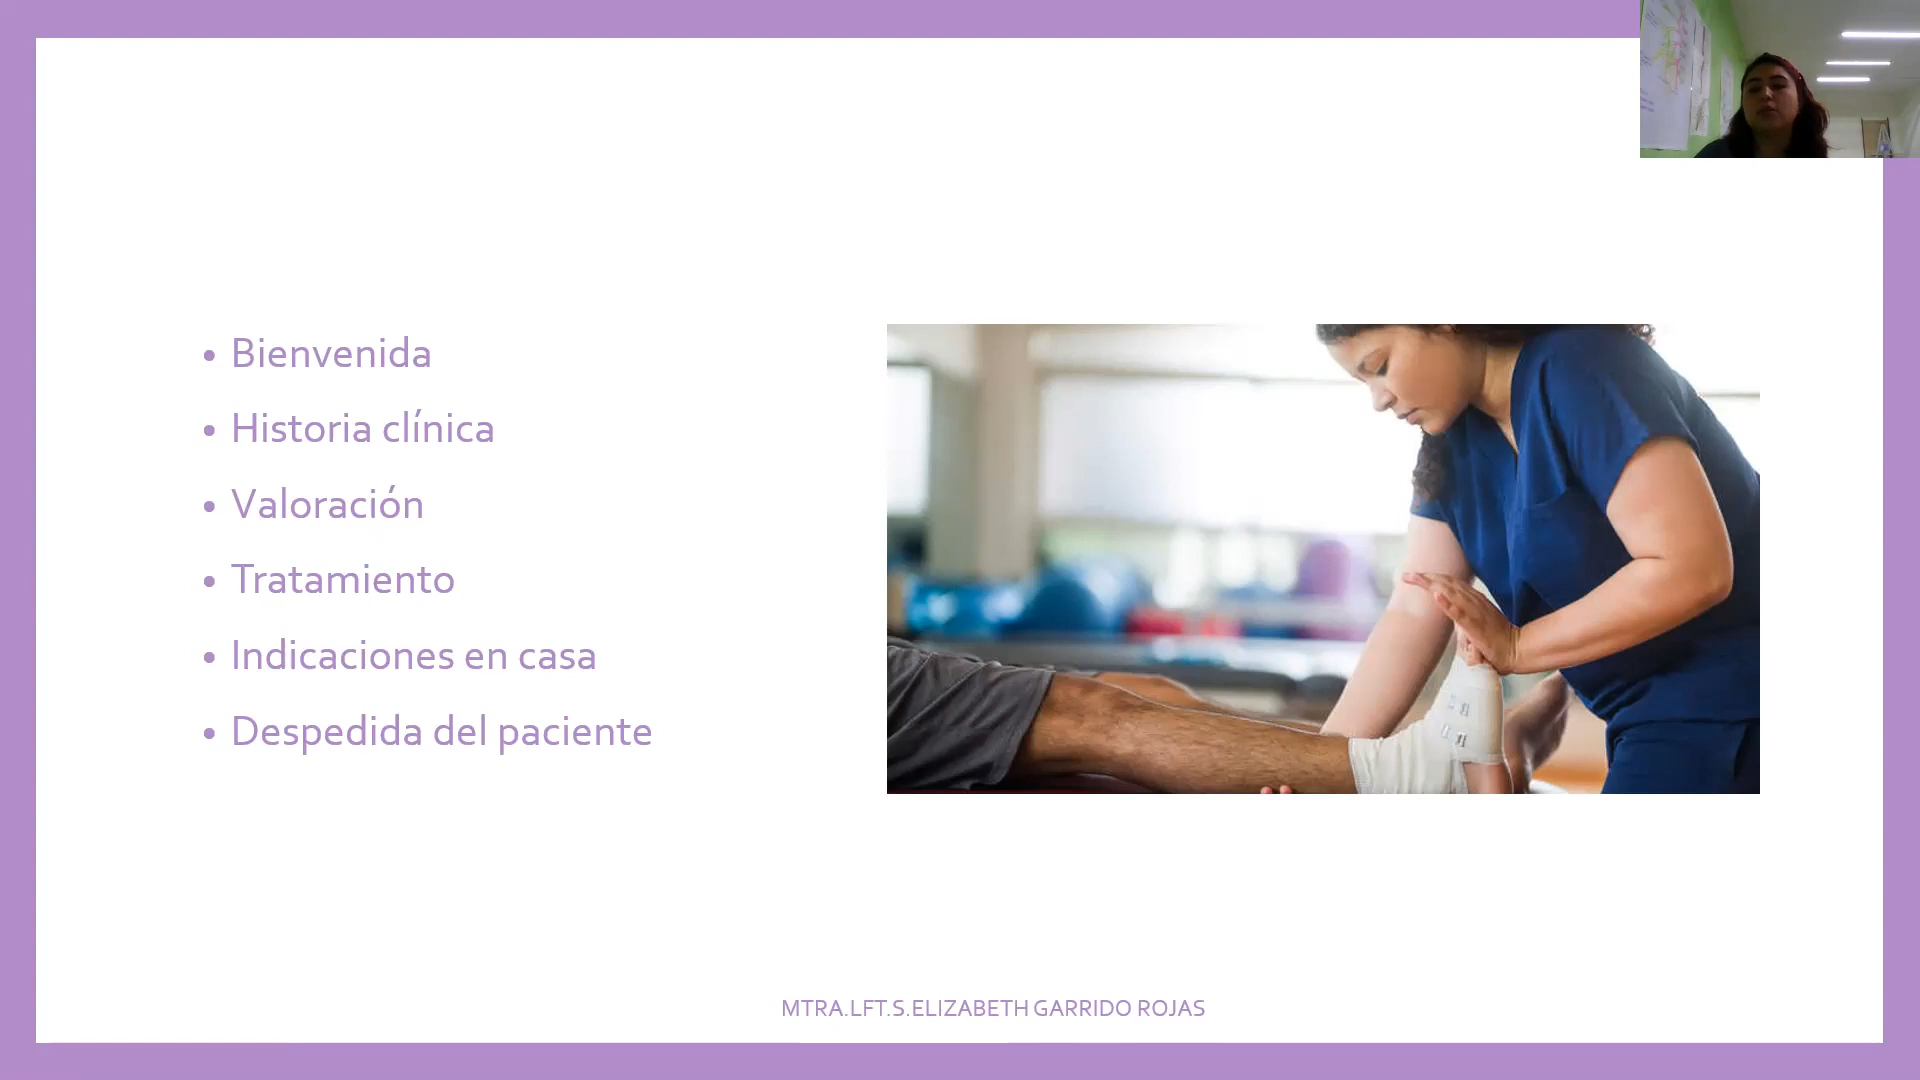 • Bienvenida
• Historia clínica
• Valoración
• Tratamiento
• Indicaciones en casa
• Despedida del paciente
MTRA.LFT.S.ELIZABETH GARRIDO ROJAS